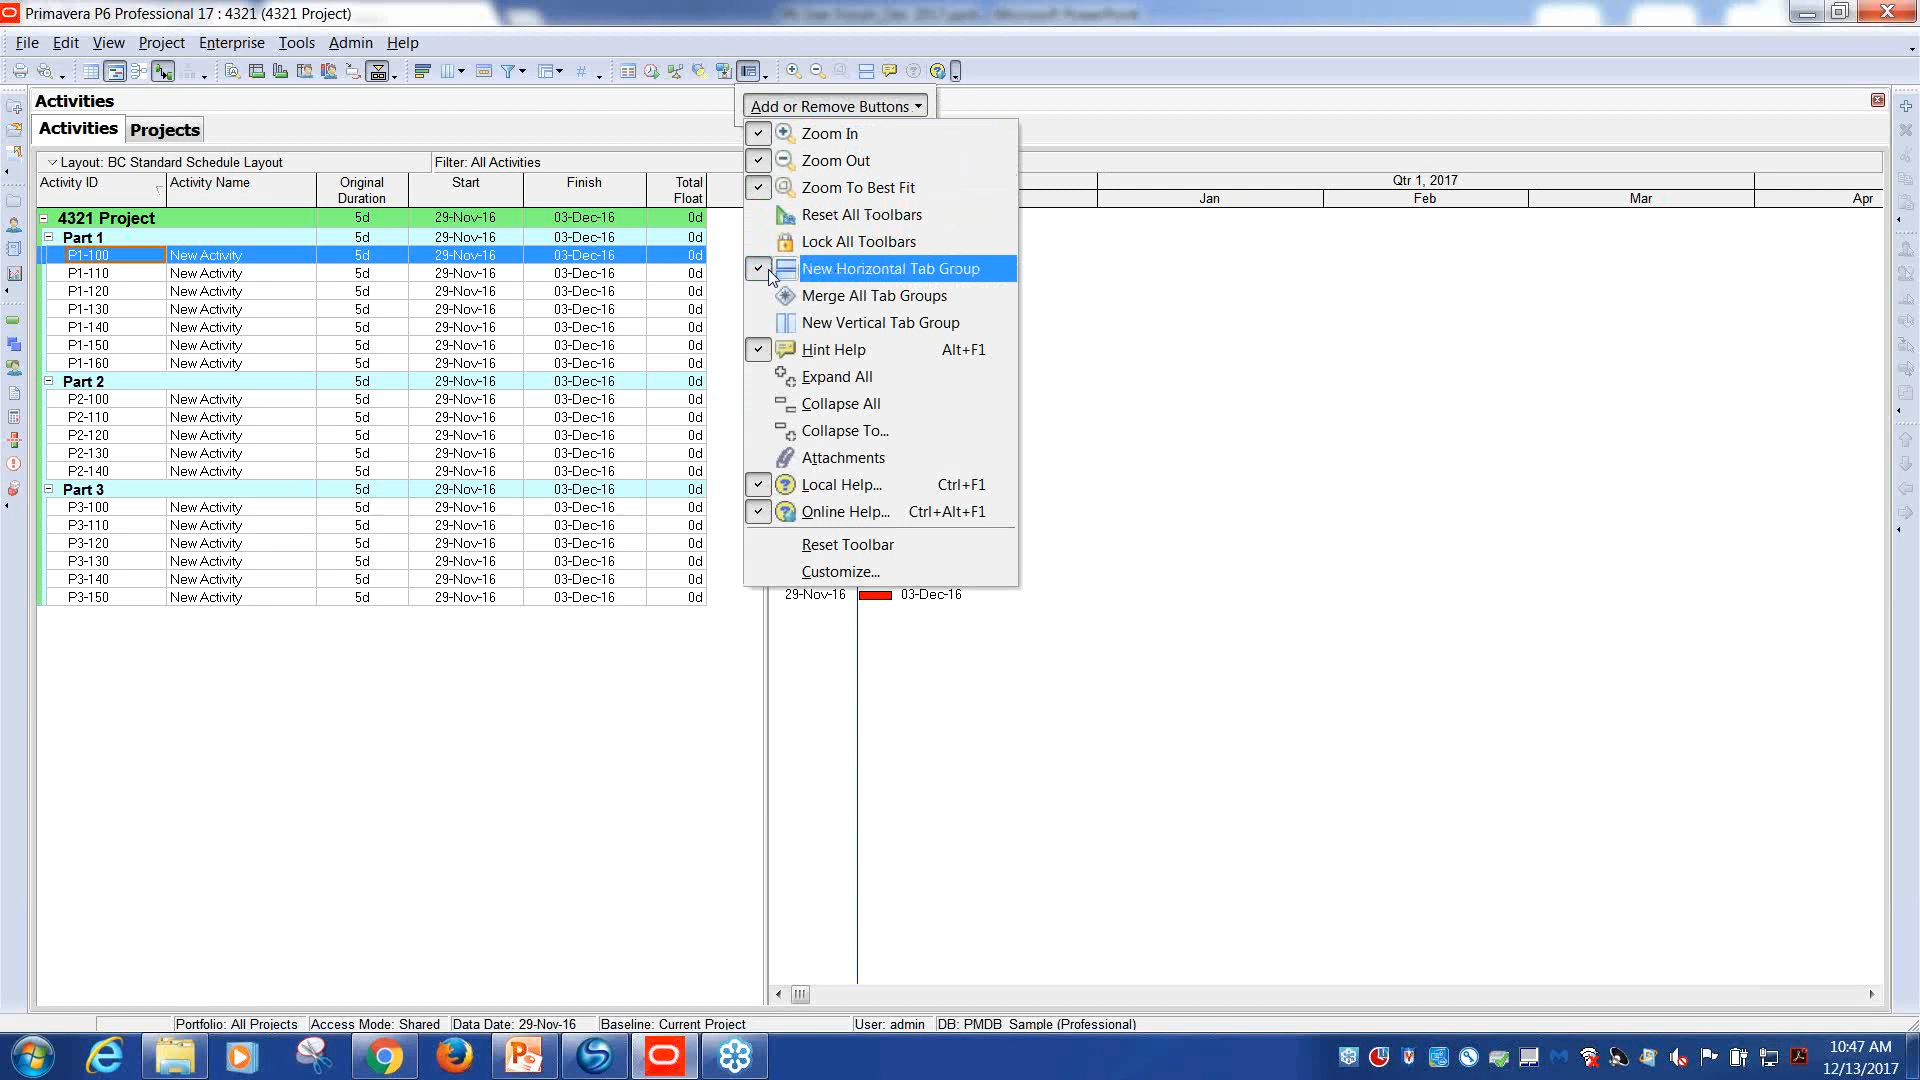 Primavera P6 Professional 17 : 4321 (4321 Project)
File Edit View Project Enterprise Tools Admin Help
Activities
Activities Projects
Layout: BC Standard Schedule Layout Filter: All Activities
Activity ID Activity Name Original Duration Start Finish Total Float
Qtr 1, 2017
Jan Feb Mar Apr
4321 Project 5d 29-Nov-16 03-Dec-16 0d
Part 1 5d 29-Nov-16 03-Dec-16 0d
P1-100 New Activity 5d 29-Nov-16 03-Dec-16 0d
P1-110 New Activity 5d 29-Nov-16 03-Dec-16 0d
P1-120 New Activity 5d 29-Nov-16 03-Dec-16 0d
P1-130 New Activity 5d 29-Nov-16 03-Dec-16 0d
P1-140 New Activity 5d 29-Nov-16 03-Dec-16 0d
P1-150 New Activity 5d 29-Nov-16 03-Dec-16 0d
P1-160 New Activity 5d 29-Nov-16 03-Dec-16 0d
Part 2 5d 29-Nov-16 03-Dec-16 0d
P2-100 New Activity 5d 29-Nov-16 03-Dec-16 0d
P2-110 New Activity 5d 29-Nov-16 03-Dec-16 0d
P2-120 New Activity 5d 29-Nov-16 03-Dec-16 0d
P2-130 New Activity 5d 29-Nov-16 03-Dec-16 0d
P2-140 New Activity 5d 29-Nov-16 03-Dec-16 0d
Part 3 5d 29-Nov-16 03-Dec-16 0d
P3-100 New Activity 5d 29-Nov-16 03-Dec-16 0d
P3-110 New Activity 5d 29-Nov-16 03-Dec-16 0d
P3-120 New Activity 5d 29-Nov-16 03-Dec-16 0d
P3-130 New Activity 5d 29-Nov-16 03-Dec-16 0d
P3-140 New Activity 5d 29-Nov-16 03-Dec-16 0d
P3-150 New Activity 5d 29-Nov-16 03-Dec-16 0d
Add or Remove Buttons
Zoom In
Zoom Out
Zoom To Best Fit
Reset All Toolbars
Lock All Toolbars
New Horizontal Tab Group
Merge All Tab Groups
New Vertical Tab Group
Hint Help Alt+F1
Expand All
Collapse All
Collapse To...
Attachments
Local Help... Ctrl+F1
Online Help... Ctrl+Alt+F1
Reset Toolbar
Customize...
29-Nov-16 03-Dec-16
Portfolio: All Projects Access Mode: Shared Data Date: 29-Nov-16 Baseline: Current Project User: admin DB: PMDB Sample (Professional)
10:47 AM
12/13/2017